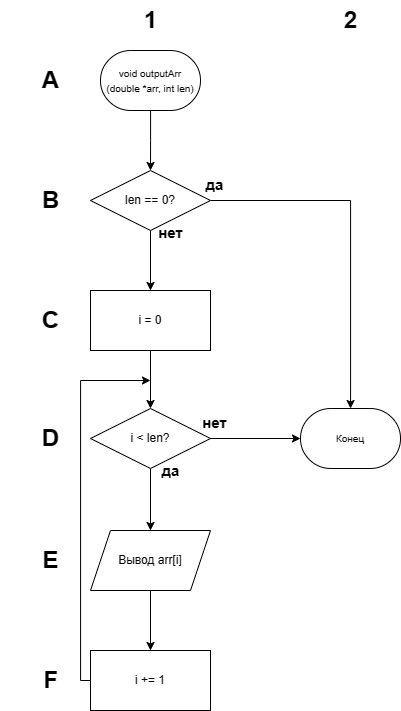 1
2
A
void outputArr
(double *arr, int len)
B
len == 0?
да
нет
C
i = 0
D
i < len?
нет
Конец
да
E
Вывод arr[i]
F
i += 1